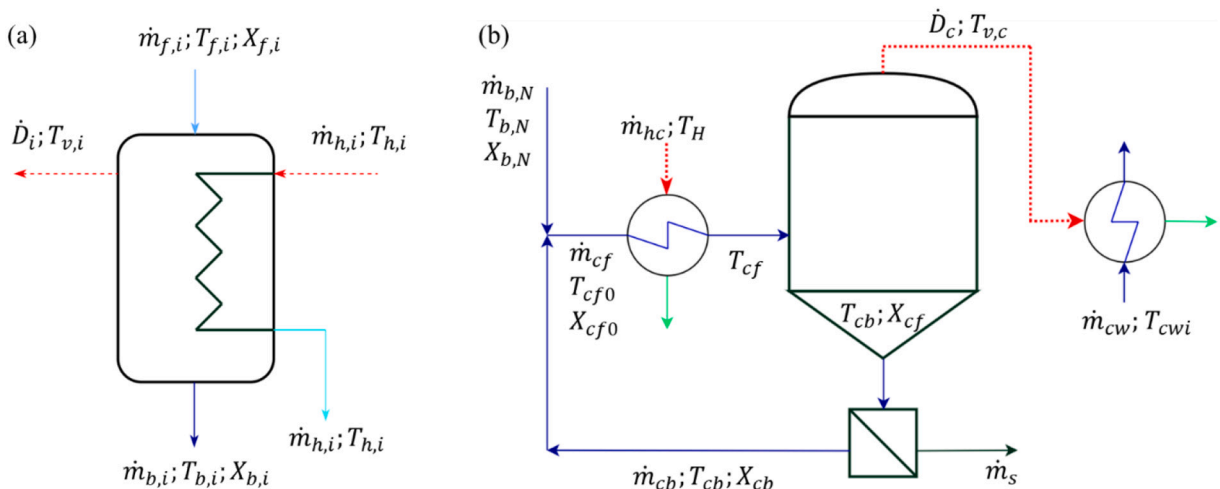 (a)
ṁ_{f,i}; T_{f,i}; X_{f,i}
Ḋ_i; T_{v,i}
ṁ_{h,i}; T_{h,i}
ṁ_{h,i}; T_{h,i}
ṁ_{b,i}; T_{b,i}; X_{b,i}
(b)
Ḋ_c; T_{v,c}
ṁ_{b,N}
T_{b,N}
X_{b,N}
ṁ_{hc}; T_H
ṁ_{cf}
T_{cf0}
X_{cf0}
T_{cf}
T_{cb}; X_{cf}
ṁ_{cw}; T_{cwi}
ṁ_{cb}; T_{cb}; X_{cb}
ṁ_s